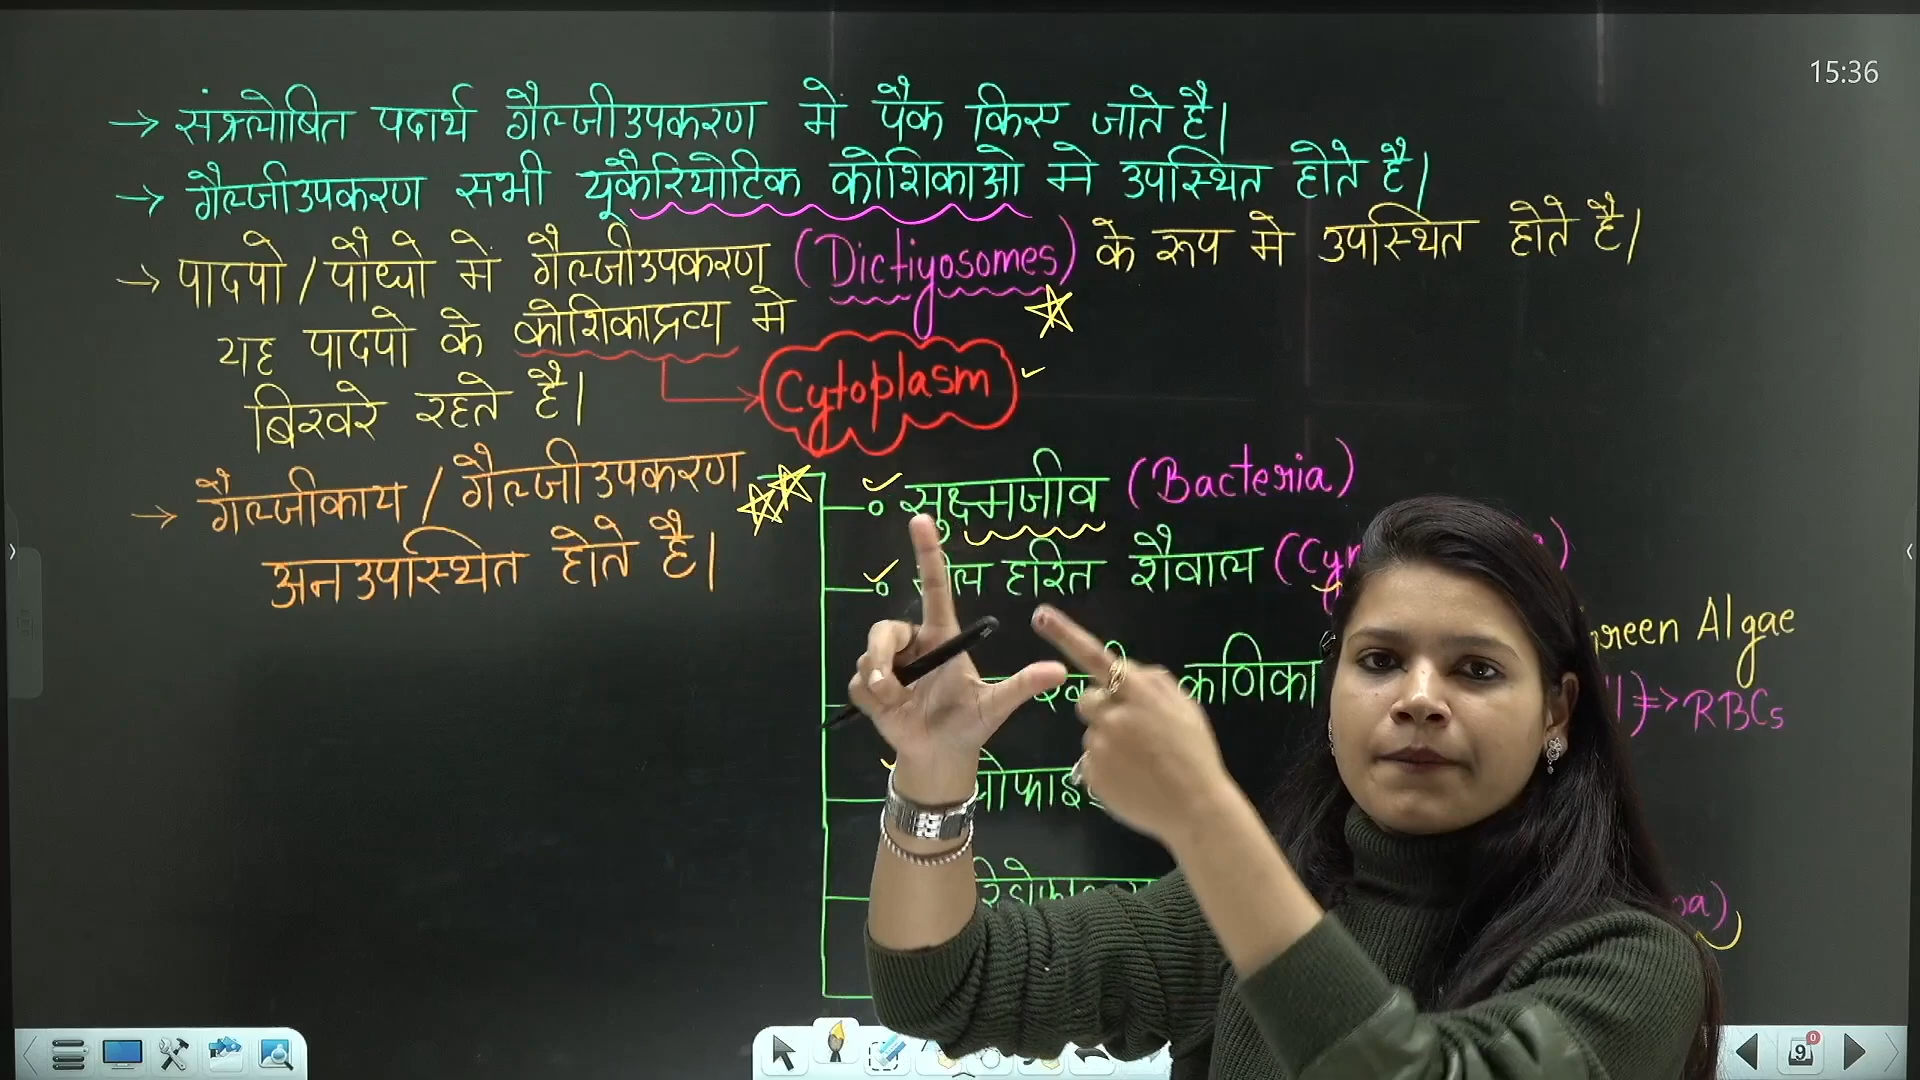 15:36
→ संश्लोषित पदार्थ गैल्जीउपकरण में पैक किए जाते है।
→ गैल्जीउपकरण सभी यूकैरियोटिक कोशिकाओ मे उपस्थित होते है।
→ पादपो / पौधो में गैल्जीउपकरण (Dictiyosomes) के रूप मे उपस्थित होते है।
यह पादपो के कोशिकाद्रव्य मे
→ Cytoplasm
बिखरे रहते है।
→ गैल्जीकाय / गैल्जीउपकरण
अनउपस्थित होते है।
सुक्ष्मजीव (Bacteria)
हरित शैवाल
Algae
कणिका => RBCs
9